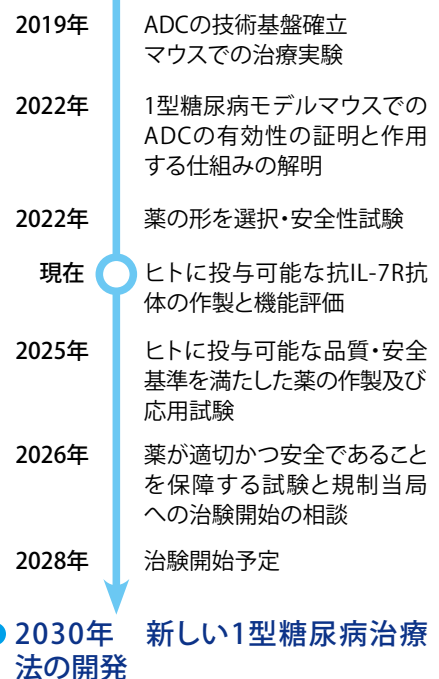 2019年 ADCの技術基盤確立
マウスでの治療実験
2022年 1型糖尿病モデルマウスでの
ADCの有効性の証明と作用
する仕組みの解明
2022年 薬の形を選択・安全性試験
現在 ヒトに投与可能な抗IL-7R抗
体の作製と機能評価
2025年 ヒトに投与可能な品質・安全
基準を満たした薬の作製及び
応用試験
2026年 薬が適切かつ安全であること
を保障する試験と規制当局
への治験開始の相談
2028年 治験開始予定
2030年 新しい1型糖尿病治療
法の開発